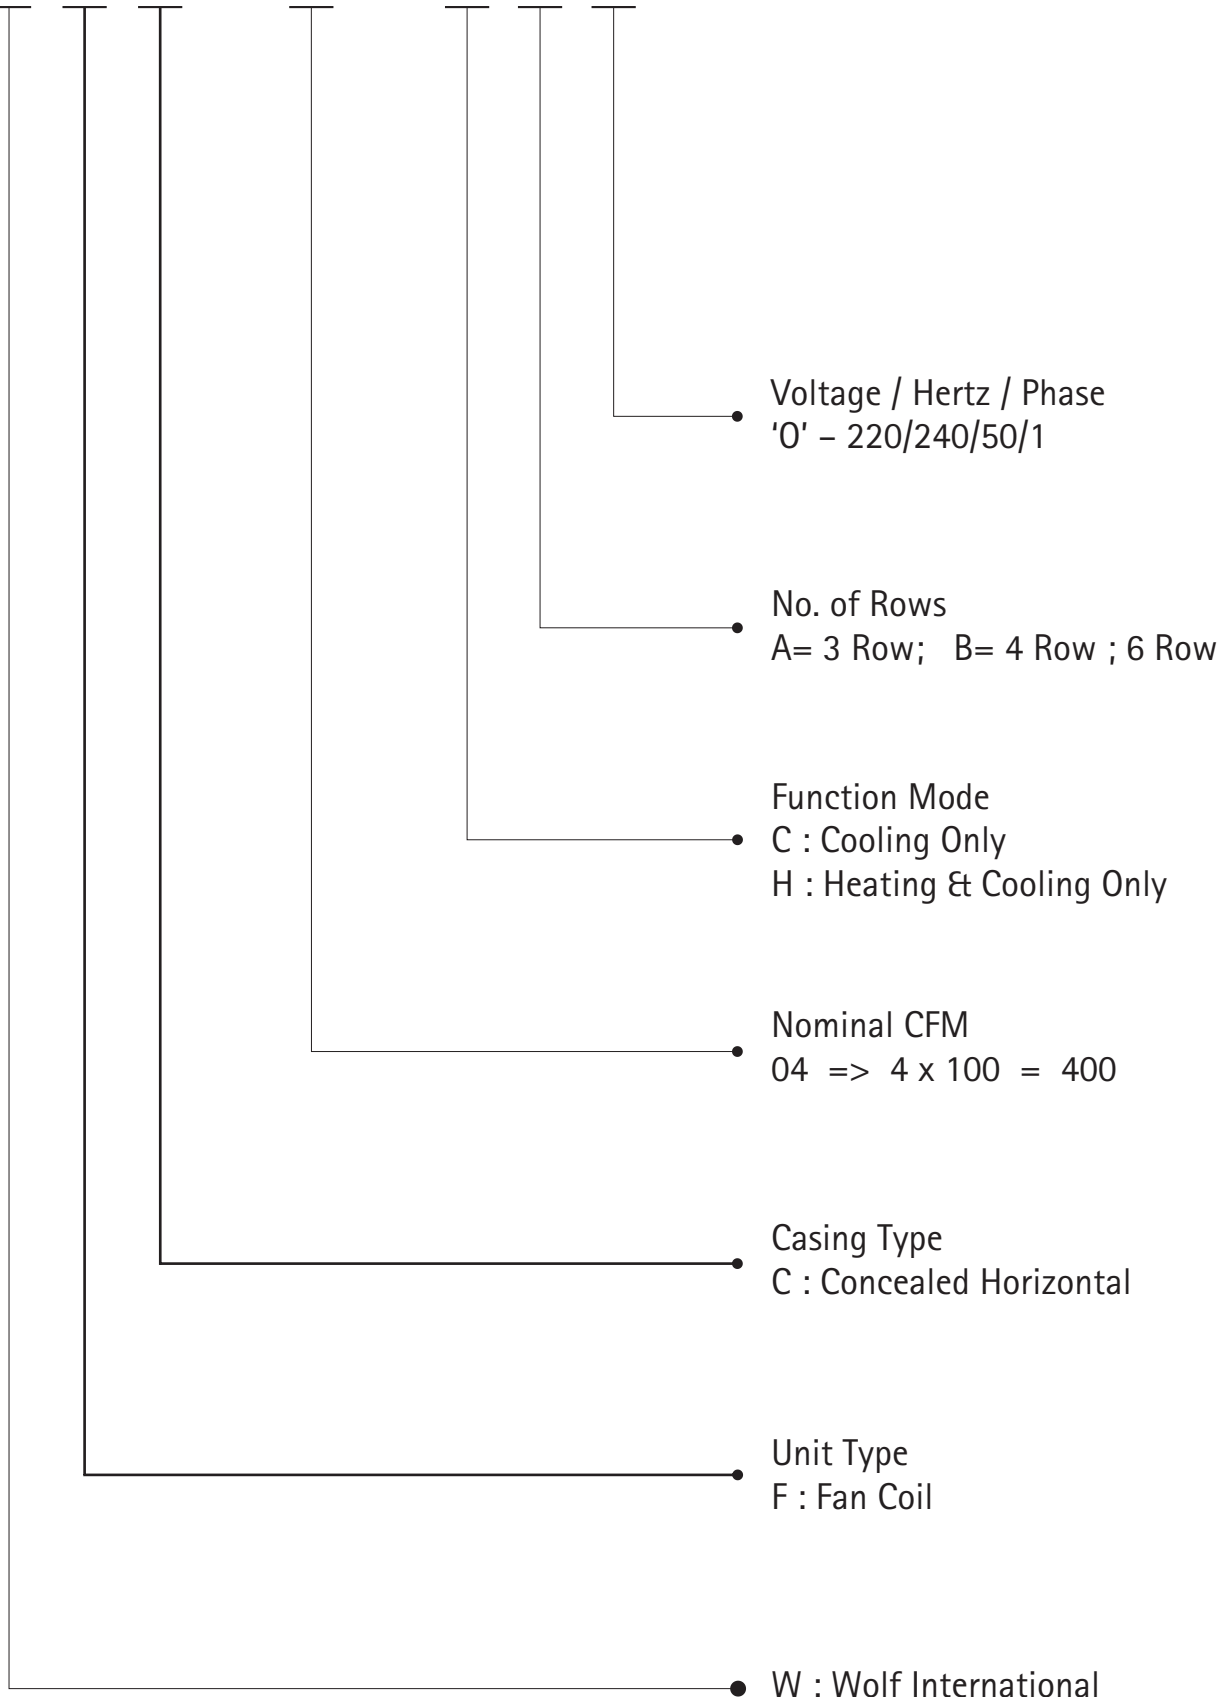 Voltage / Hertz / Phase
‘0’ – 220/240/50/1
No. of Rows
A= 3 Row; B= 4 Row ; 6 Row
Function Mode
C : Cooling Only
H : Heating & Cooling Only
Nominal CFM
04 => 4 x 100 = 400
Casing Type
C : Concealed Horizontal
Unit Type
F : Fan Coil
W : Wolf International